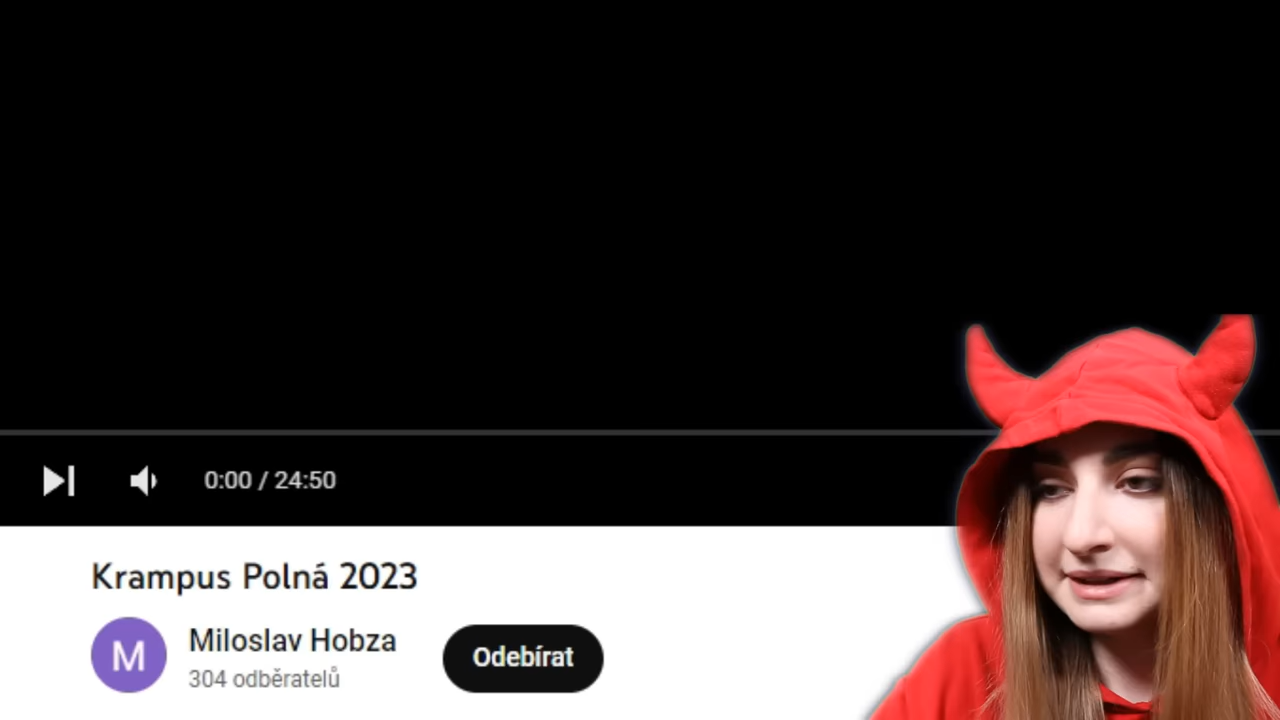 0:00 / 24:50
Krampus Polná 2023
M
Miloslav Hobza
Odebírat
304 odběratelů